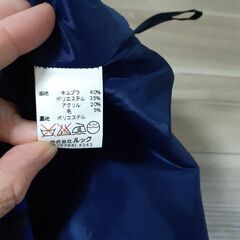 表地 キュプラ 40%
ポリエステル 35%
アクリル 20%
毛 5%
裏地 ポリエステル
株式会社ルック